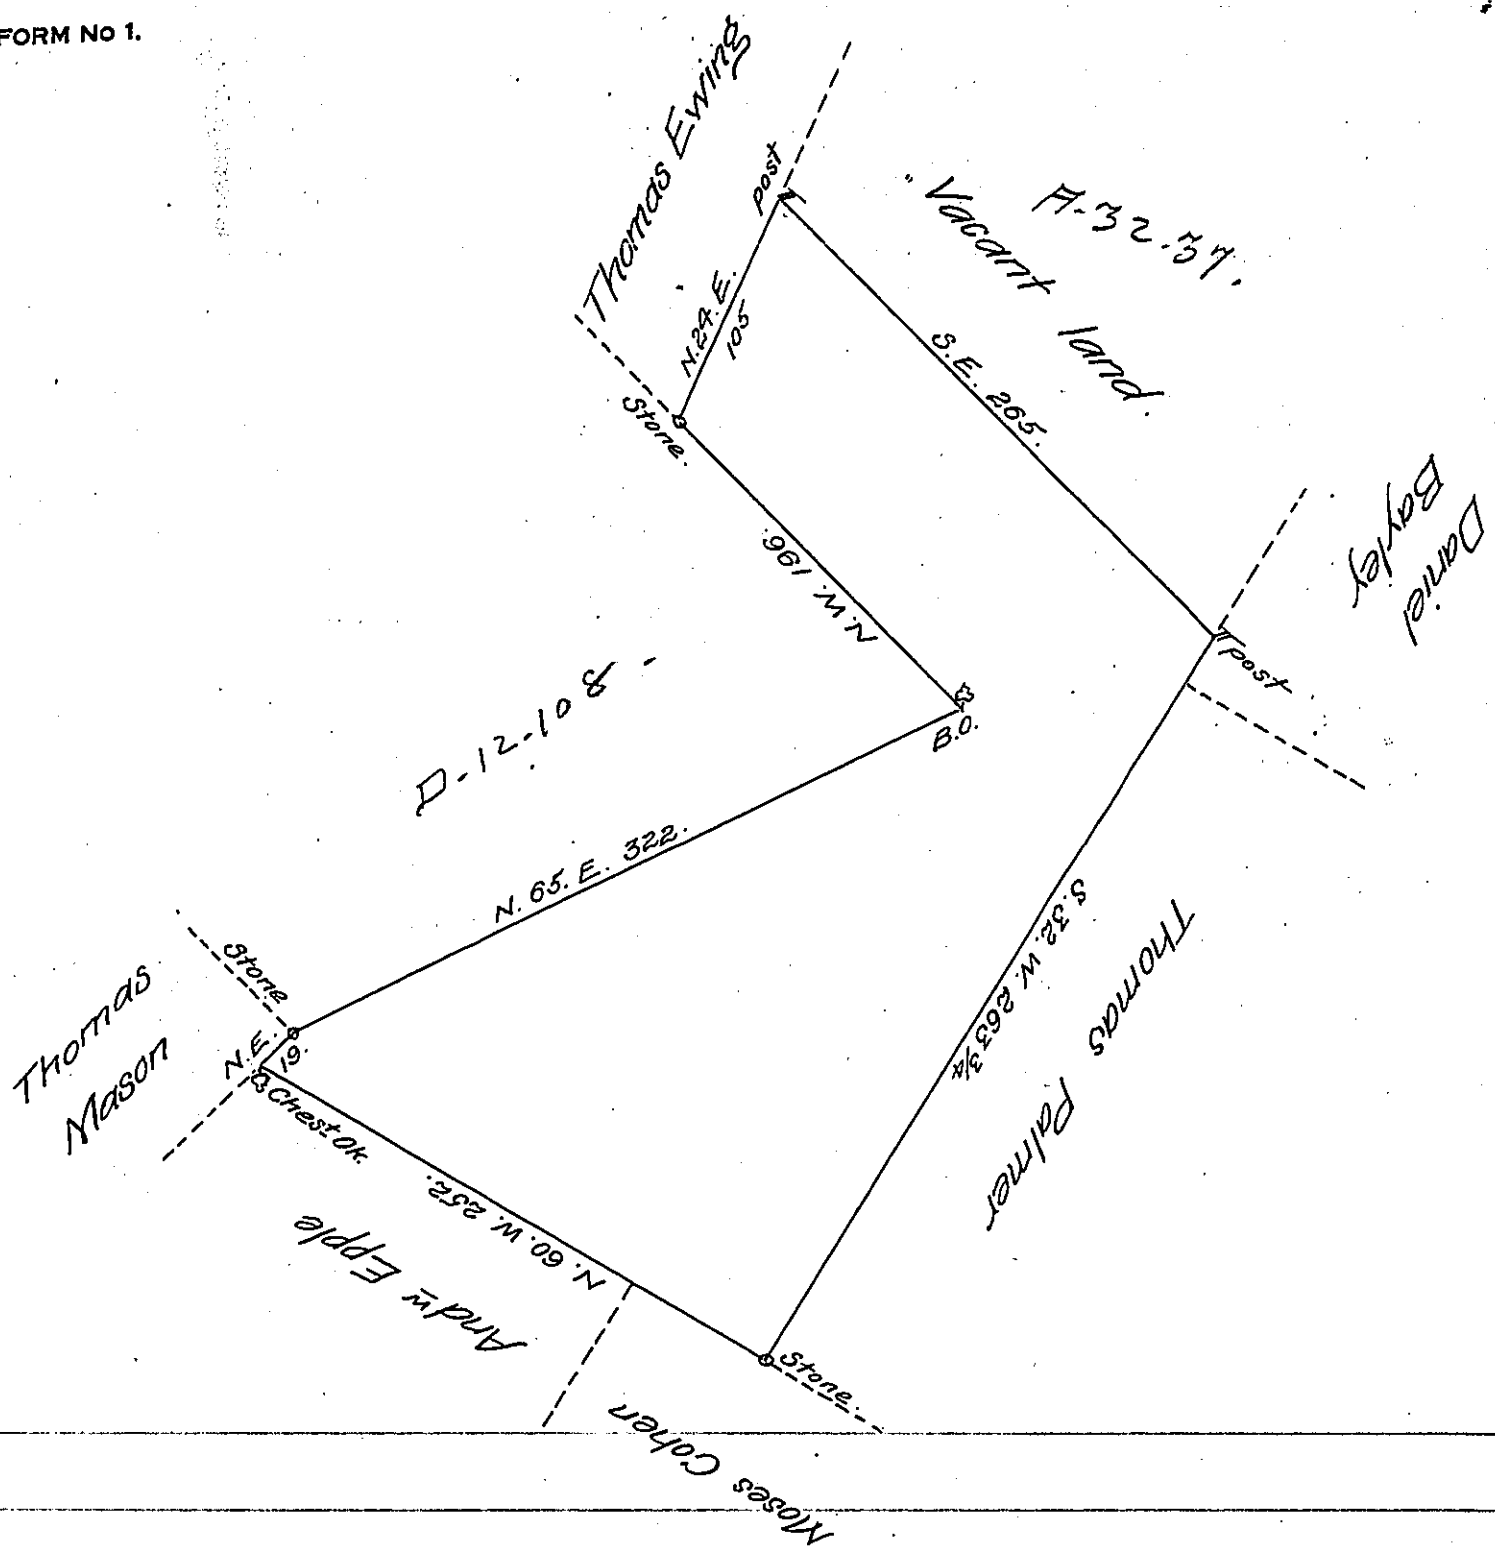 FORM No 1.
Thomas Ewing
post
A-32-37.
Vacant land.
N. 24. E.
105
S. E. 265.
Stone.
Daniel
Bayley
N. W. 196.
post
B.O.
D-12-108-
N. 65. E. 322.
S. 32. W. 263 3/4
Thomas Palmer
Stone
Thomas
Mason
N. E.
19.
Chest Ok.
N. 60. W. 252.
Andw Epple
Stone.
Moses Cohen